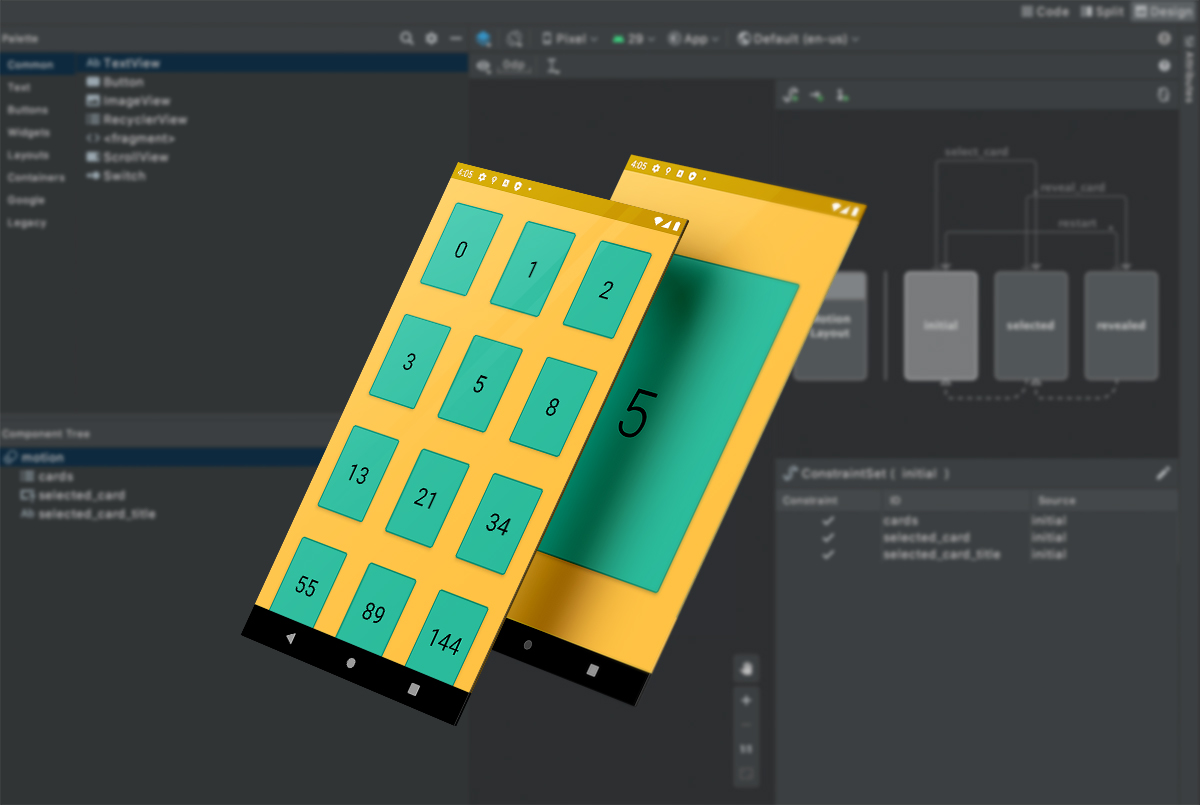 Code Split Design
Palette
Pixel 29 App Default (en-us)
Common
Text
Buttons
Widgets
Layouts
Containers
Google
Legacy
Ab TextView
Button
ImageView
RecyclerView
<fragment>
ScrollView
Switch
0dp
Attributes
select_card
reveal_card
restart
Motion
Layout
initial
selected
revealed
4:05
0 1 2
3 5 8
13 21 34
55 89 144
4:05
5
Component Tree
motion
cards
selected_card
Ab selected_card_title
ConstraintSet ( initial )
Constraint ID Source
cards initial
selected_card initial
selected_card_title initial